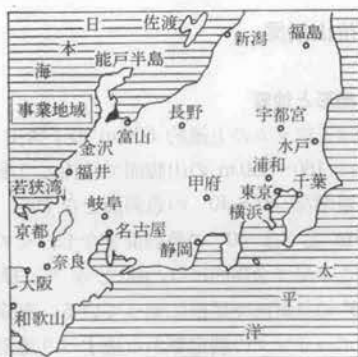 日本海
佐渡
新潟
福島
能戸半島
事業地域
富山
長野
宇都宮
水戸
金沢
福井
若狭湾
岐阜
甲府
浦和
東京
千葉
横浜
京都
名古屋
静岡
奈良
大阪
和歌山
太平洋